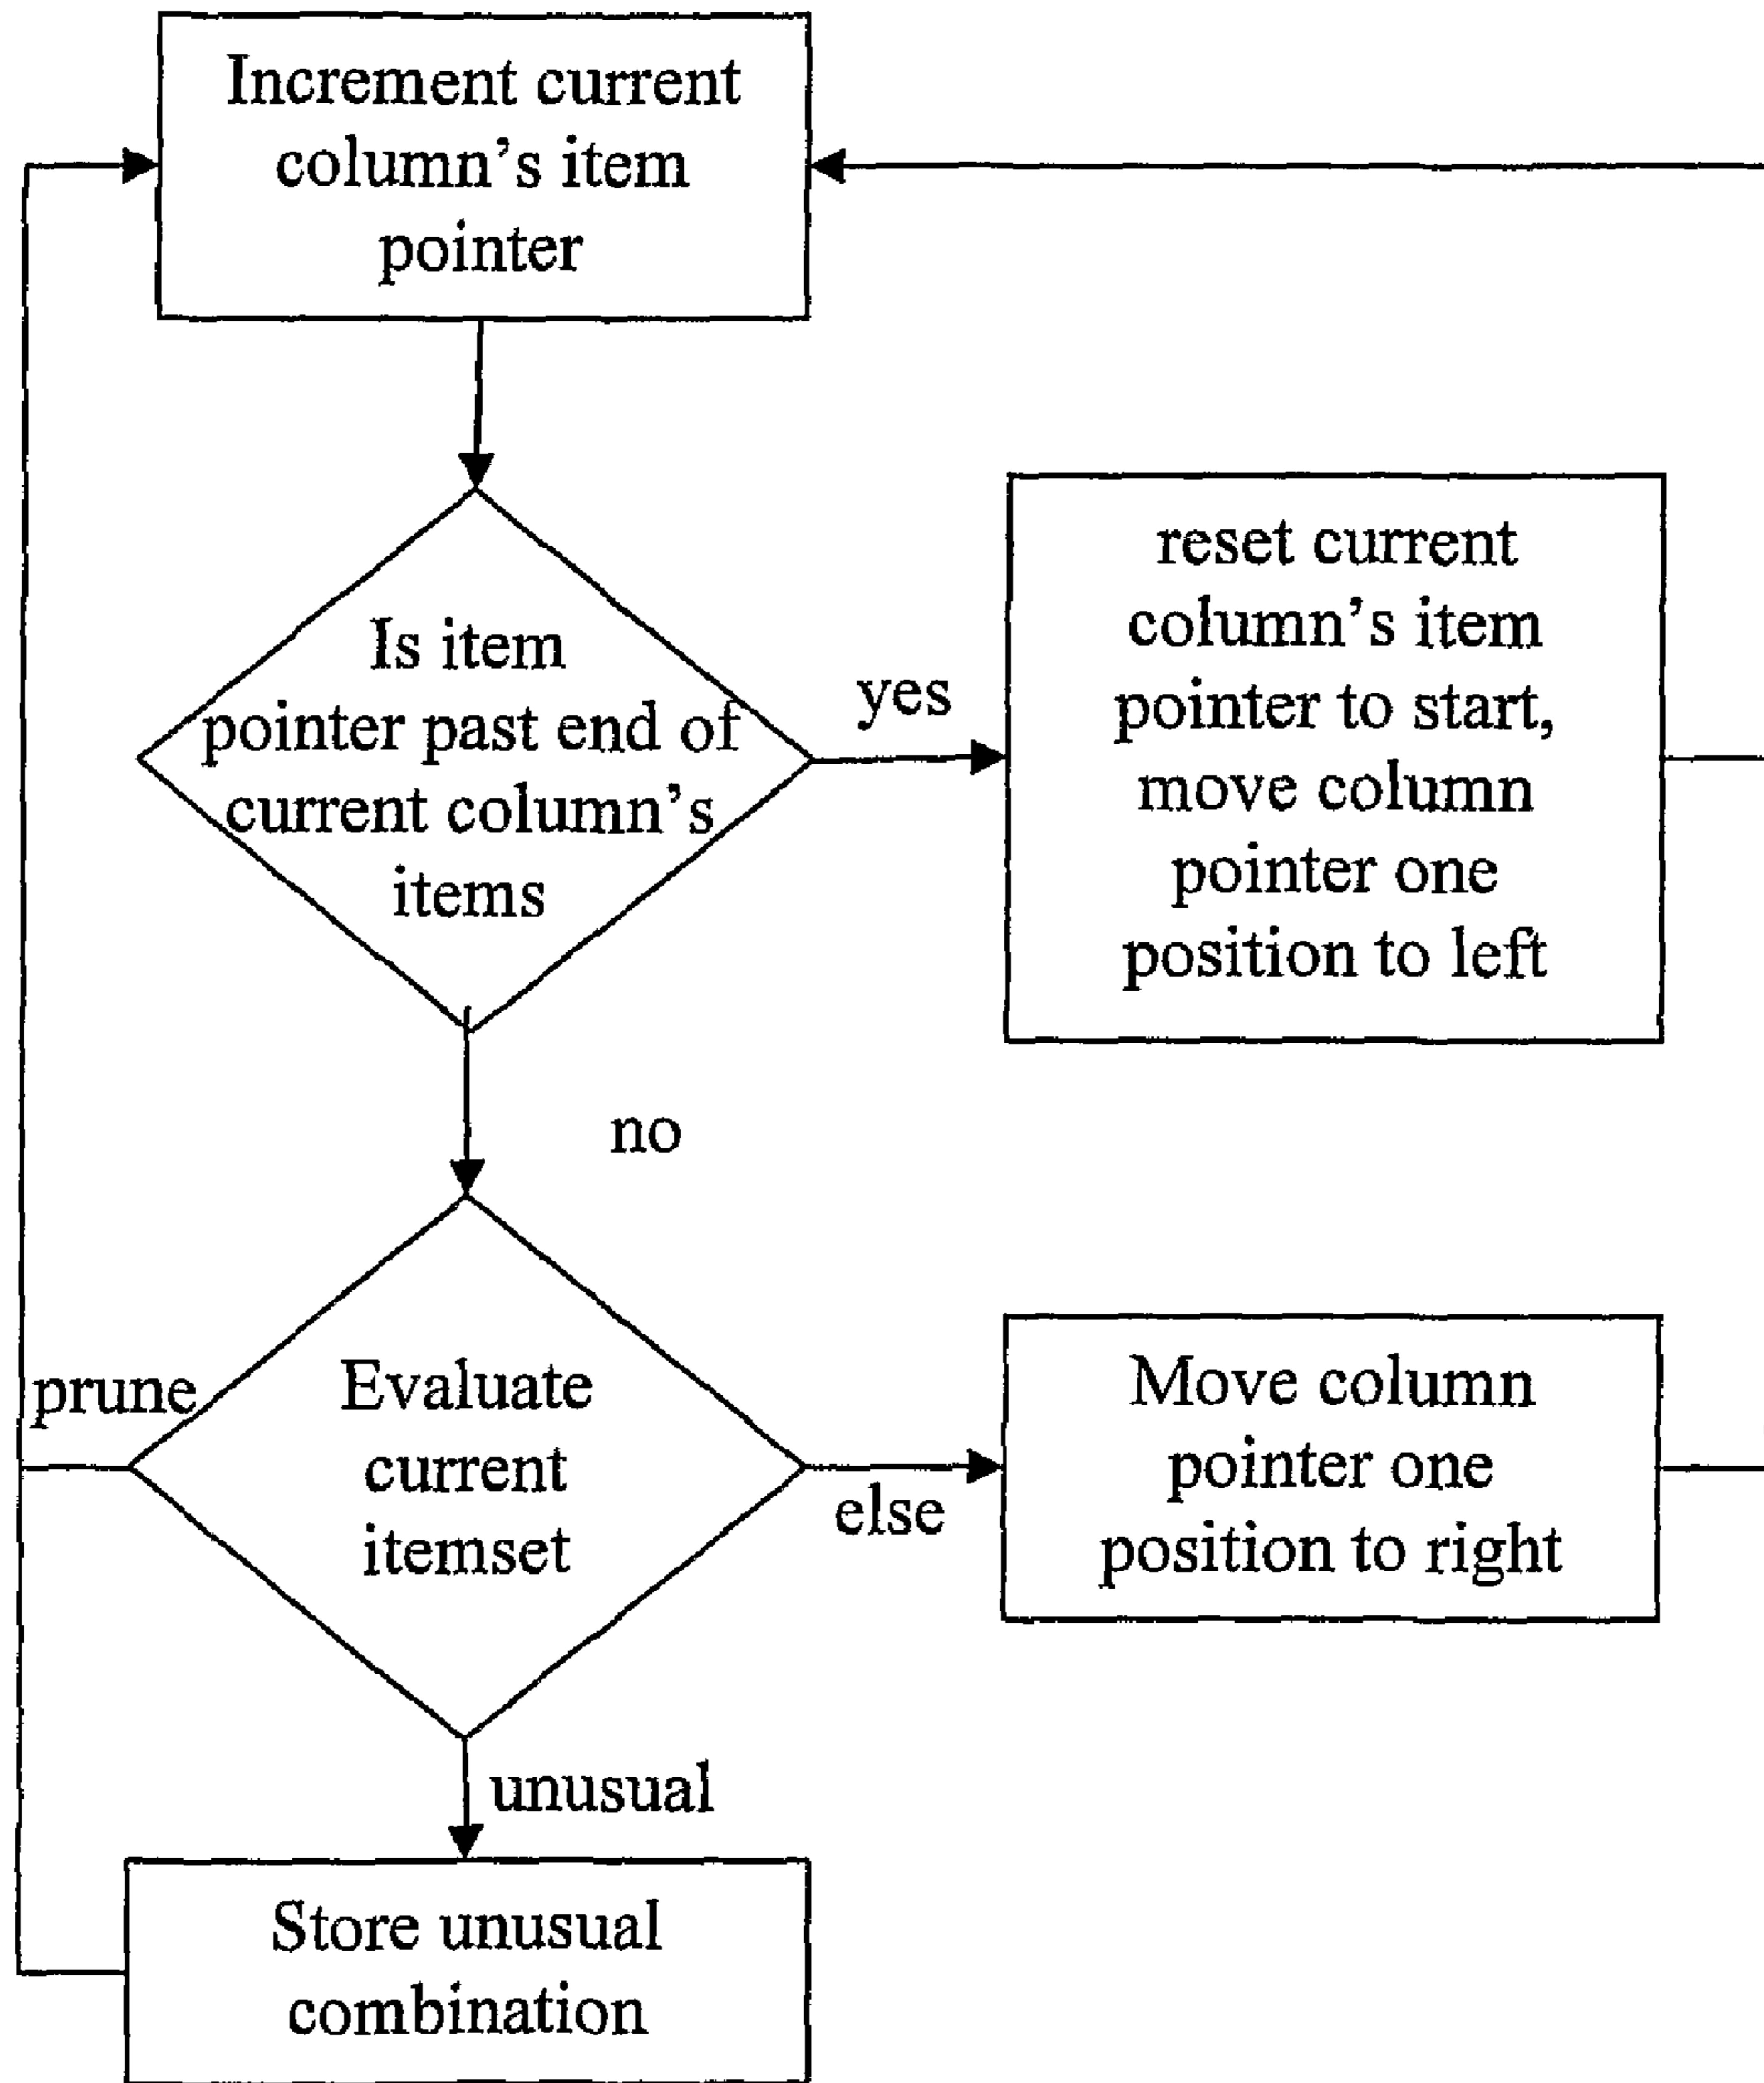 Increment current
column’s item
pointer
Is item
pointer past end of
current column’s
items
yes
reset current
column’s item
pointer to start,
move column
pointer one
position to left
no
prune
Evaluate
current
itemset
else
Move column
pointer one
position to right
unusual
Store unusual
combination